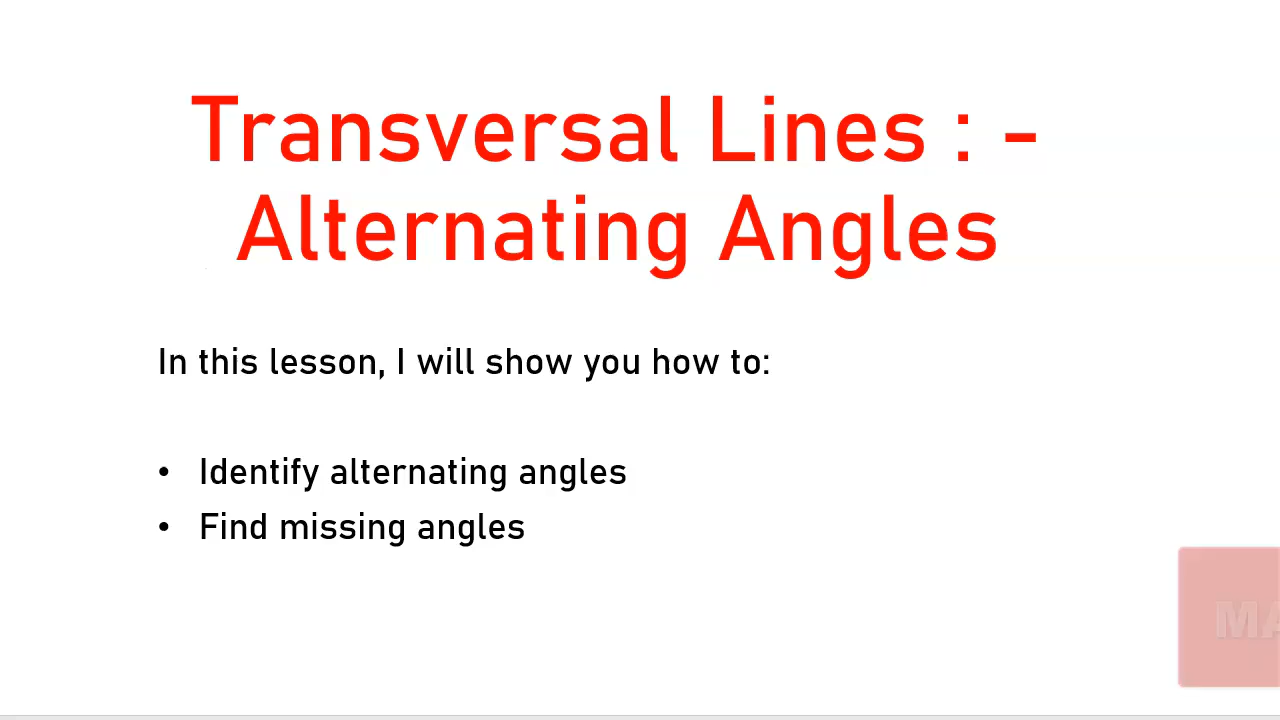 Transversal Lines : -
Alternating Angles
In this lesson, I will show you how to:
• Identify alternating angles
• Find missing angles